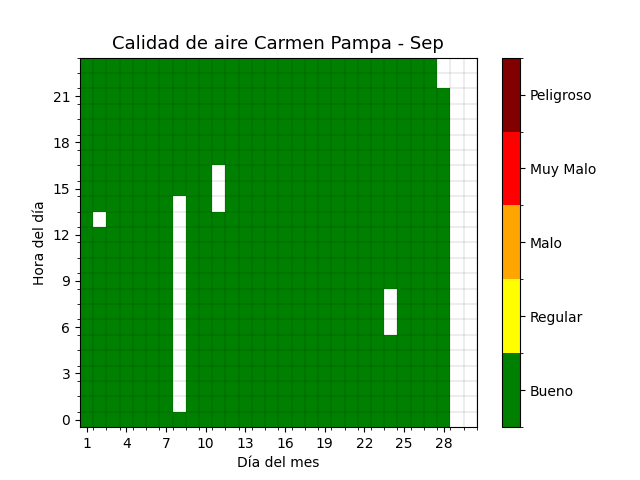 Calidad de aire Carmen Pampa - Sep
Hora del día
21
18
15
12
9
6
3
0
1 4 7 10 13 16 19 22 25 28
Día del mes
Peligroso
Muy Malo
Malo
Regular
Bueno